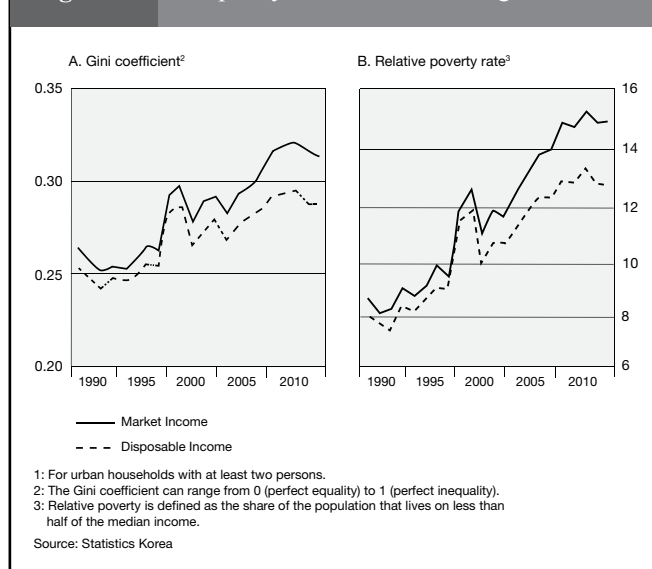 A. Gini coefficient2
B. Relative poverty rate3
0.35
0.30
0.25
0.20
16
14
12
10
8
6
1990 1995 2000 2005 2010
1990 1995 2000 2005 2010
Market Income
Disposable Income
1: For urban households with at least two persons.
2: The Gini coefficient can range from 0 (perfect equality) to 1 (perfect inequality).
3: Relative poverty is defined as the share of the population that lives on less than
half of the median income.
Source: Statistics Korea